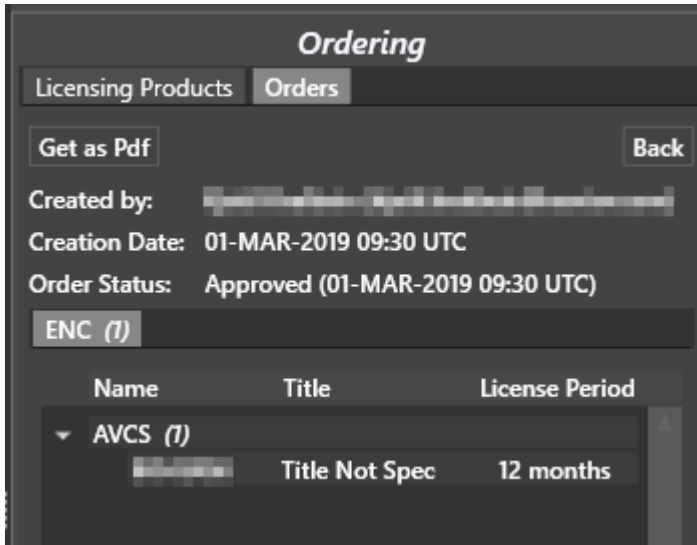 Ordering
Licensing Products Orders
Get as Pdf Back
Created by:
Creation Date: 01-MAR-2019 09:30 UTC
Order Status: Approved (01-MAR-2019 09:30 UTC)
ENC (1)
Name Title License Period
AVCS (1)
Title Not Spec 12 months